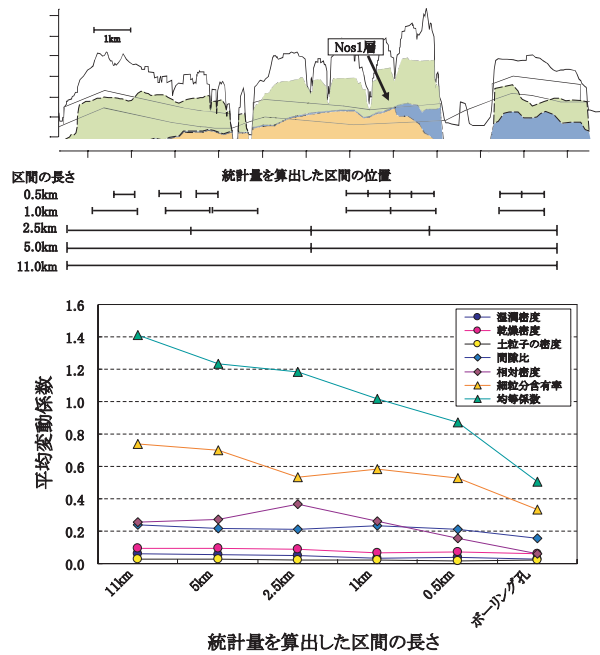 1km
Nos1層
区間の長さ
統計量を算出した区間の位置
0.5km
1.0km
2.5km
5.0km
11.0km
平均変動係数
1.6
1.4
1.2
1.0
0.8
0.6
0.4
0.2
0.0
湿潤密度
乾燥密度
土粒子の密度
間隙比
相対密度
細粒分含有率
均等係数
11km
5km
2.5km
1km
0.5km
ボーリング孔
統計量を算出した区間の長さ